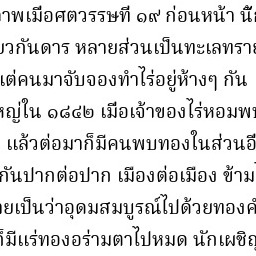 าพเมื่อศตวรรษที่ ๑๙ ก่อนหน้า นี้
ยวกันดาร หลายส่วนเป็นทะเลทราย
แต่คนมาจับจองทำไร่อยู่ห้างๆ กัน
หญ่ใน ๑๘๔๒ เมื่อเจ้าของไร่หอมพบ
แล้วต่อมาก็มีคนพบทองในส่วนอื
กันปากต่อปาก เมืองต่อเมือง ข้าม
ยเป็นว่าอุดมสมบูรณ์ไปด้วยทองคำ
ก็มีแร่ทองอร่ามตาไปหมด นักเผชิญ